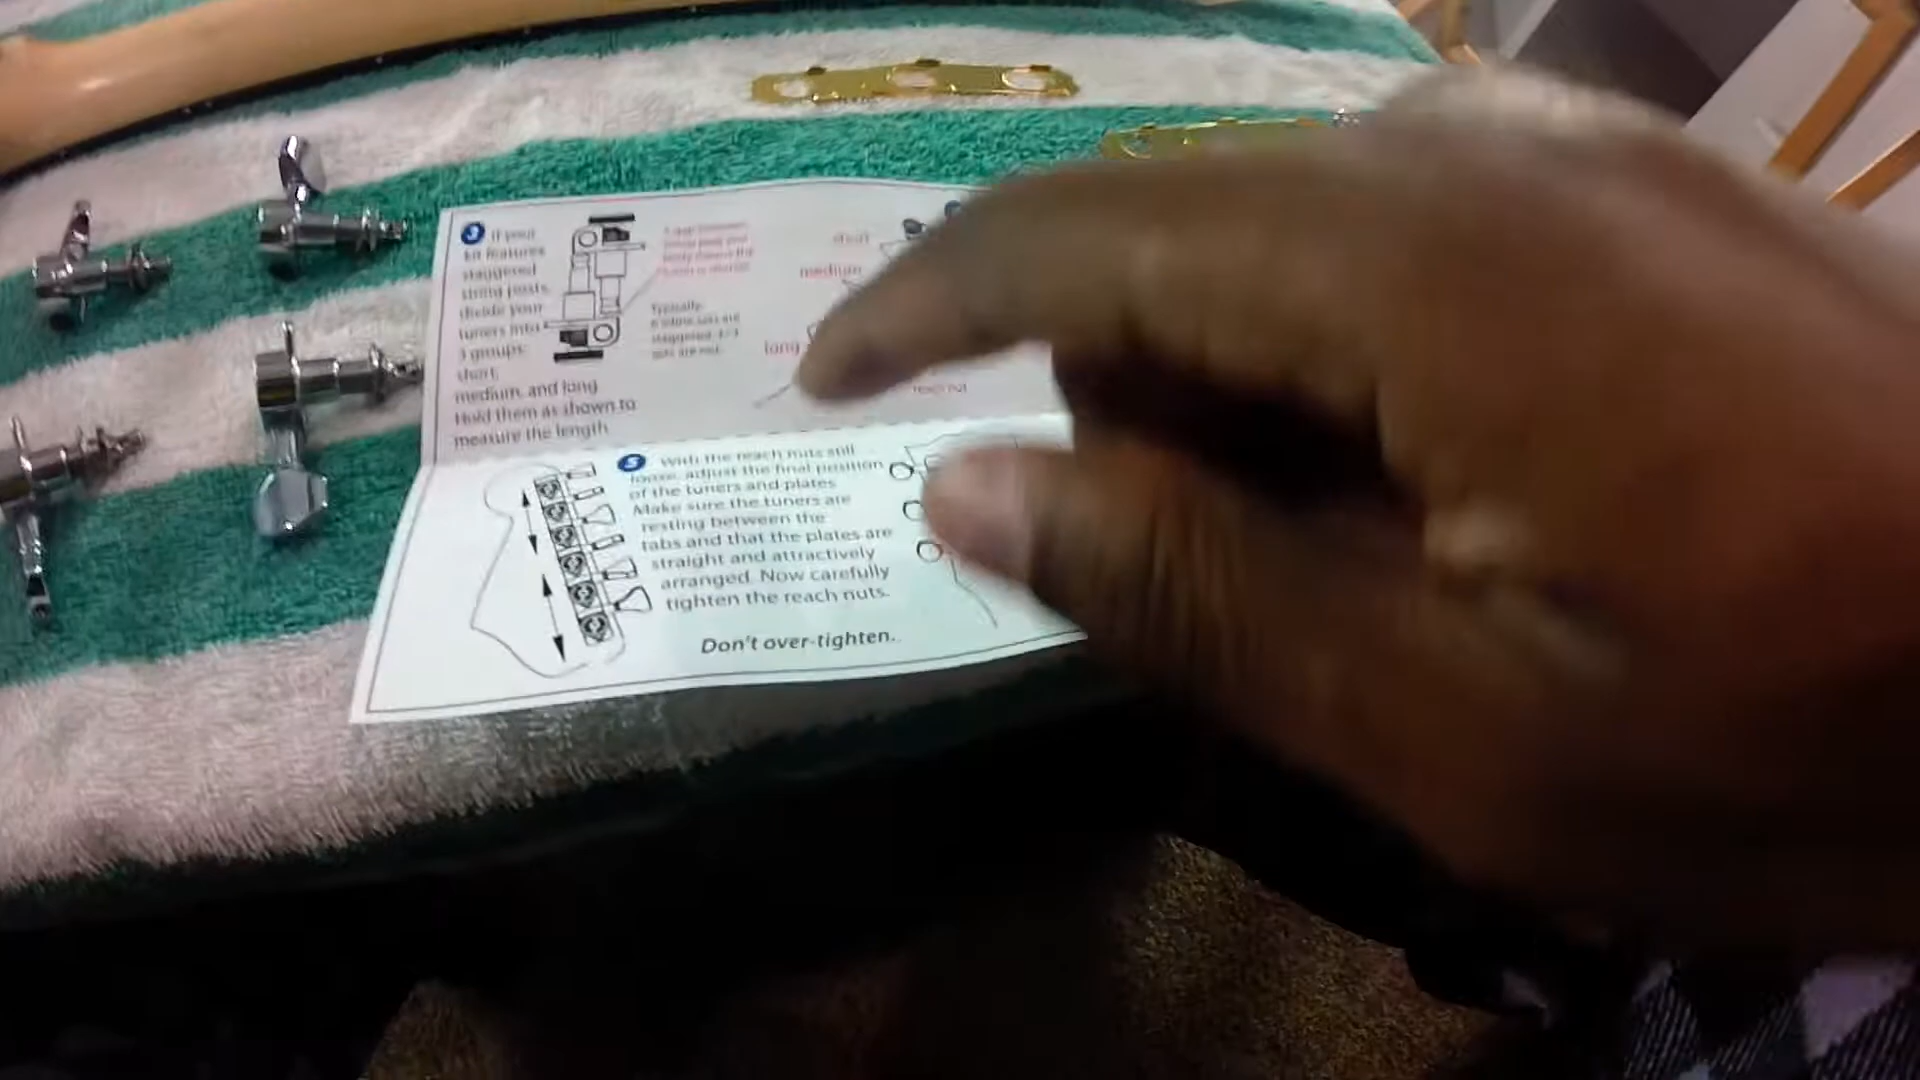 3 If your
kit features
staggered
string posts,
divide your
tuners into
3 groups:
short,
medium, and long
Hold them as shown to
measure the length
Typically,
short
medium
long
5 With the reach nuts still
loose, adjust the final position
of the tuners and plates
Make sure the tuners are
resting between the
tabs and that the plates are
straight and attractively
arranged. Now carefully
tighten the reach nuts.
Don't over-tighten.